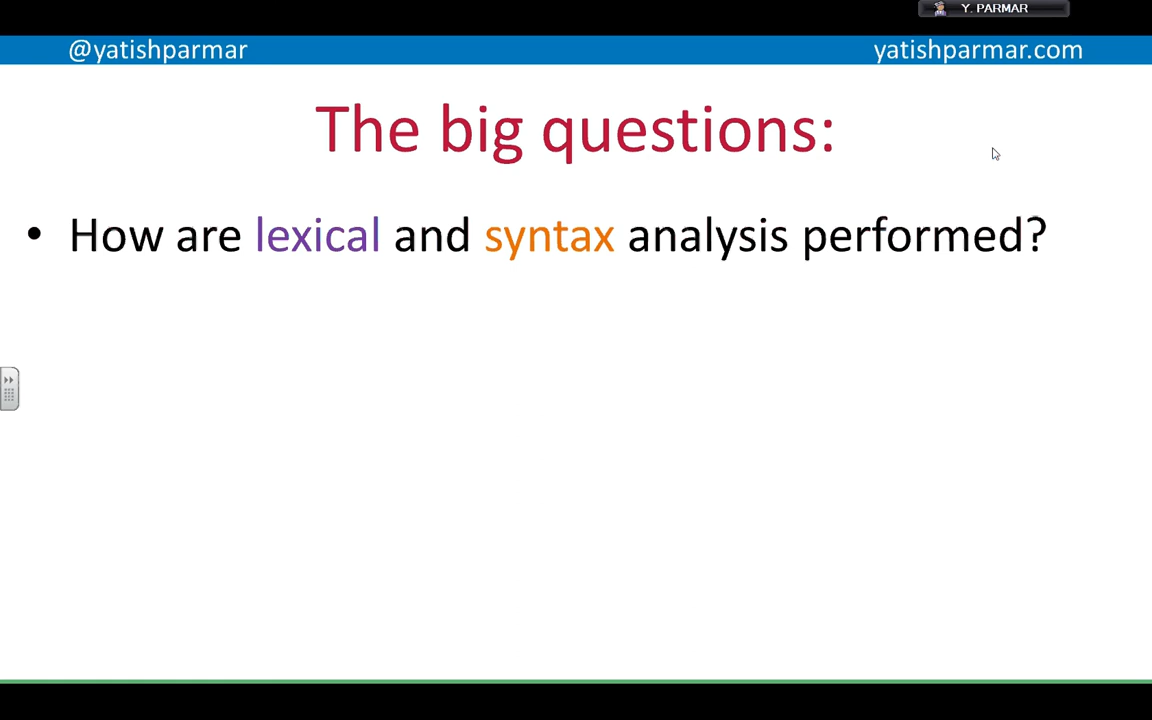 Y. PARMAR
@yatishparmar yatishparmar.com
The big questions:
• How are lexical and syntax analysis performed?